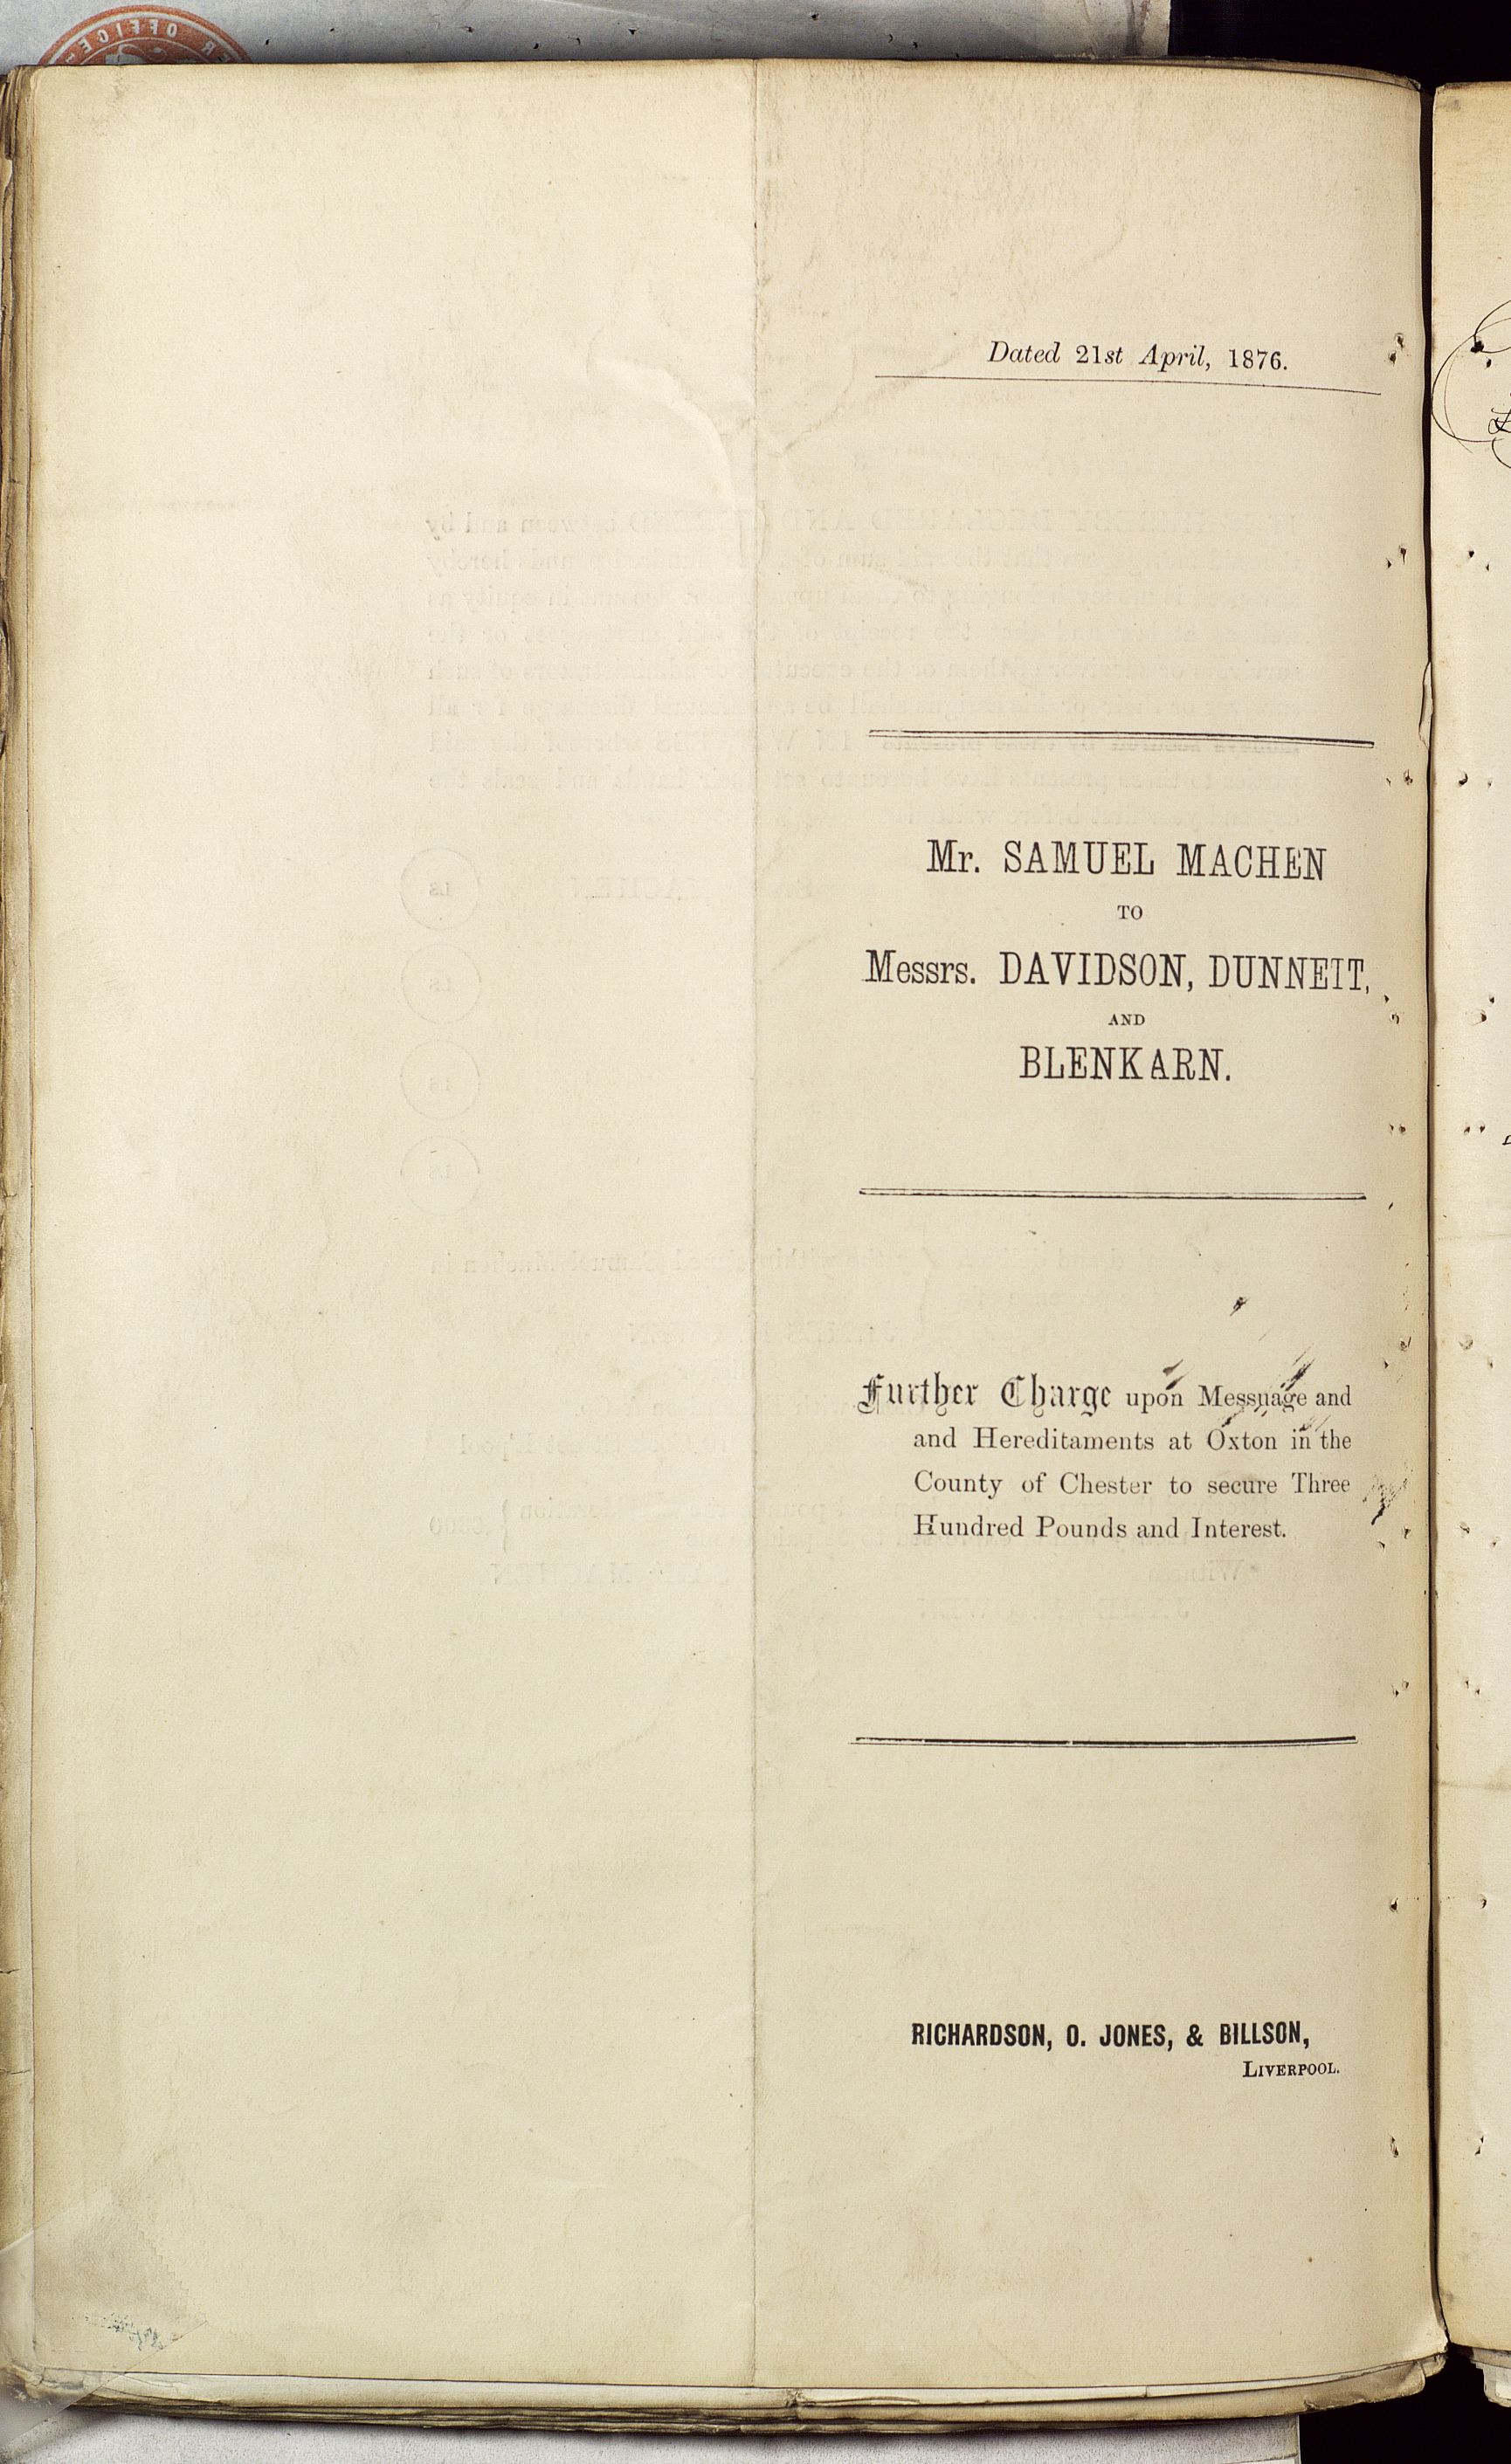 Dated 21st April, 1876.
Mr. SAMUEL MACHEN
TO
Messrs. DAVIDSON, DUNNETT,
AND
BLENKARN.
Further Charge upon Messuage and
and Hereditaments at Oxton in the
County of Chester to secure Three
Hundred Pounds and Interest.
RICHARDSON, O. JONES, & BILLSON,
LIVERPOOL.